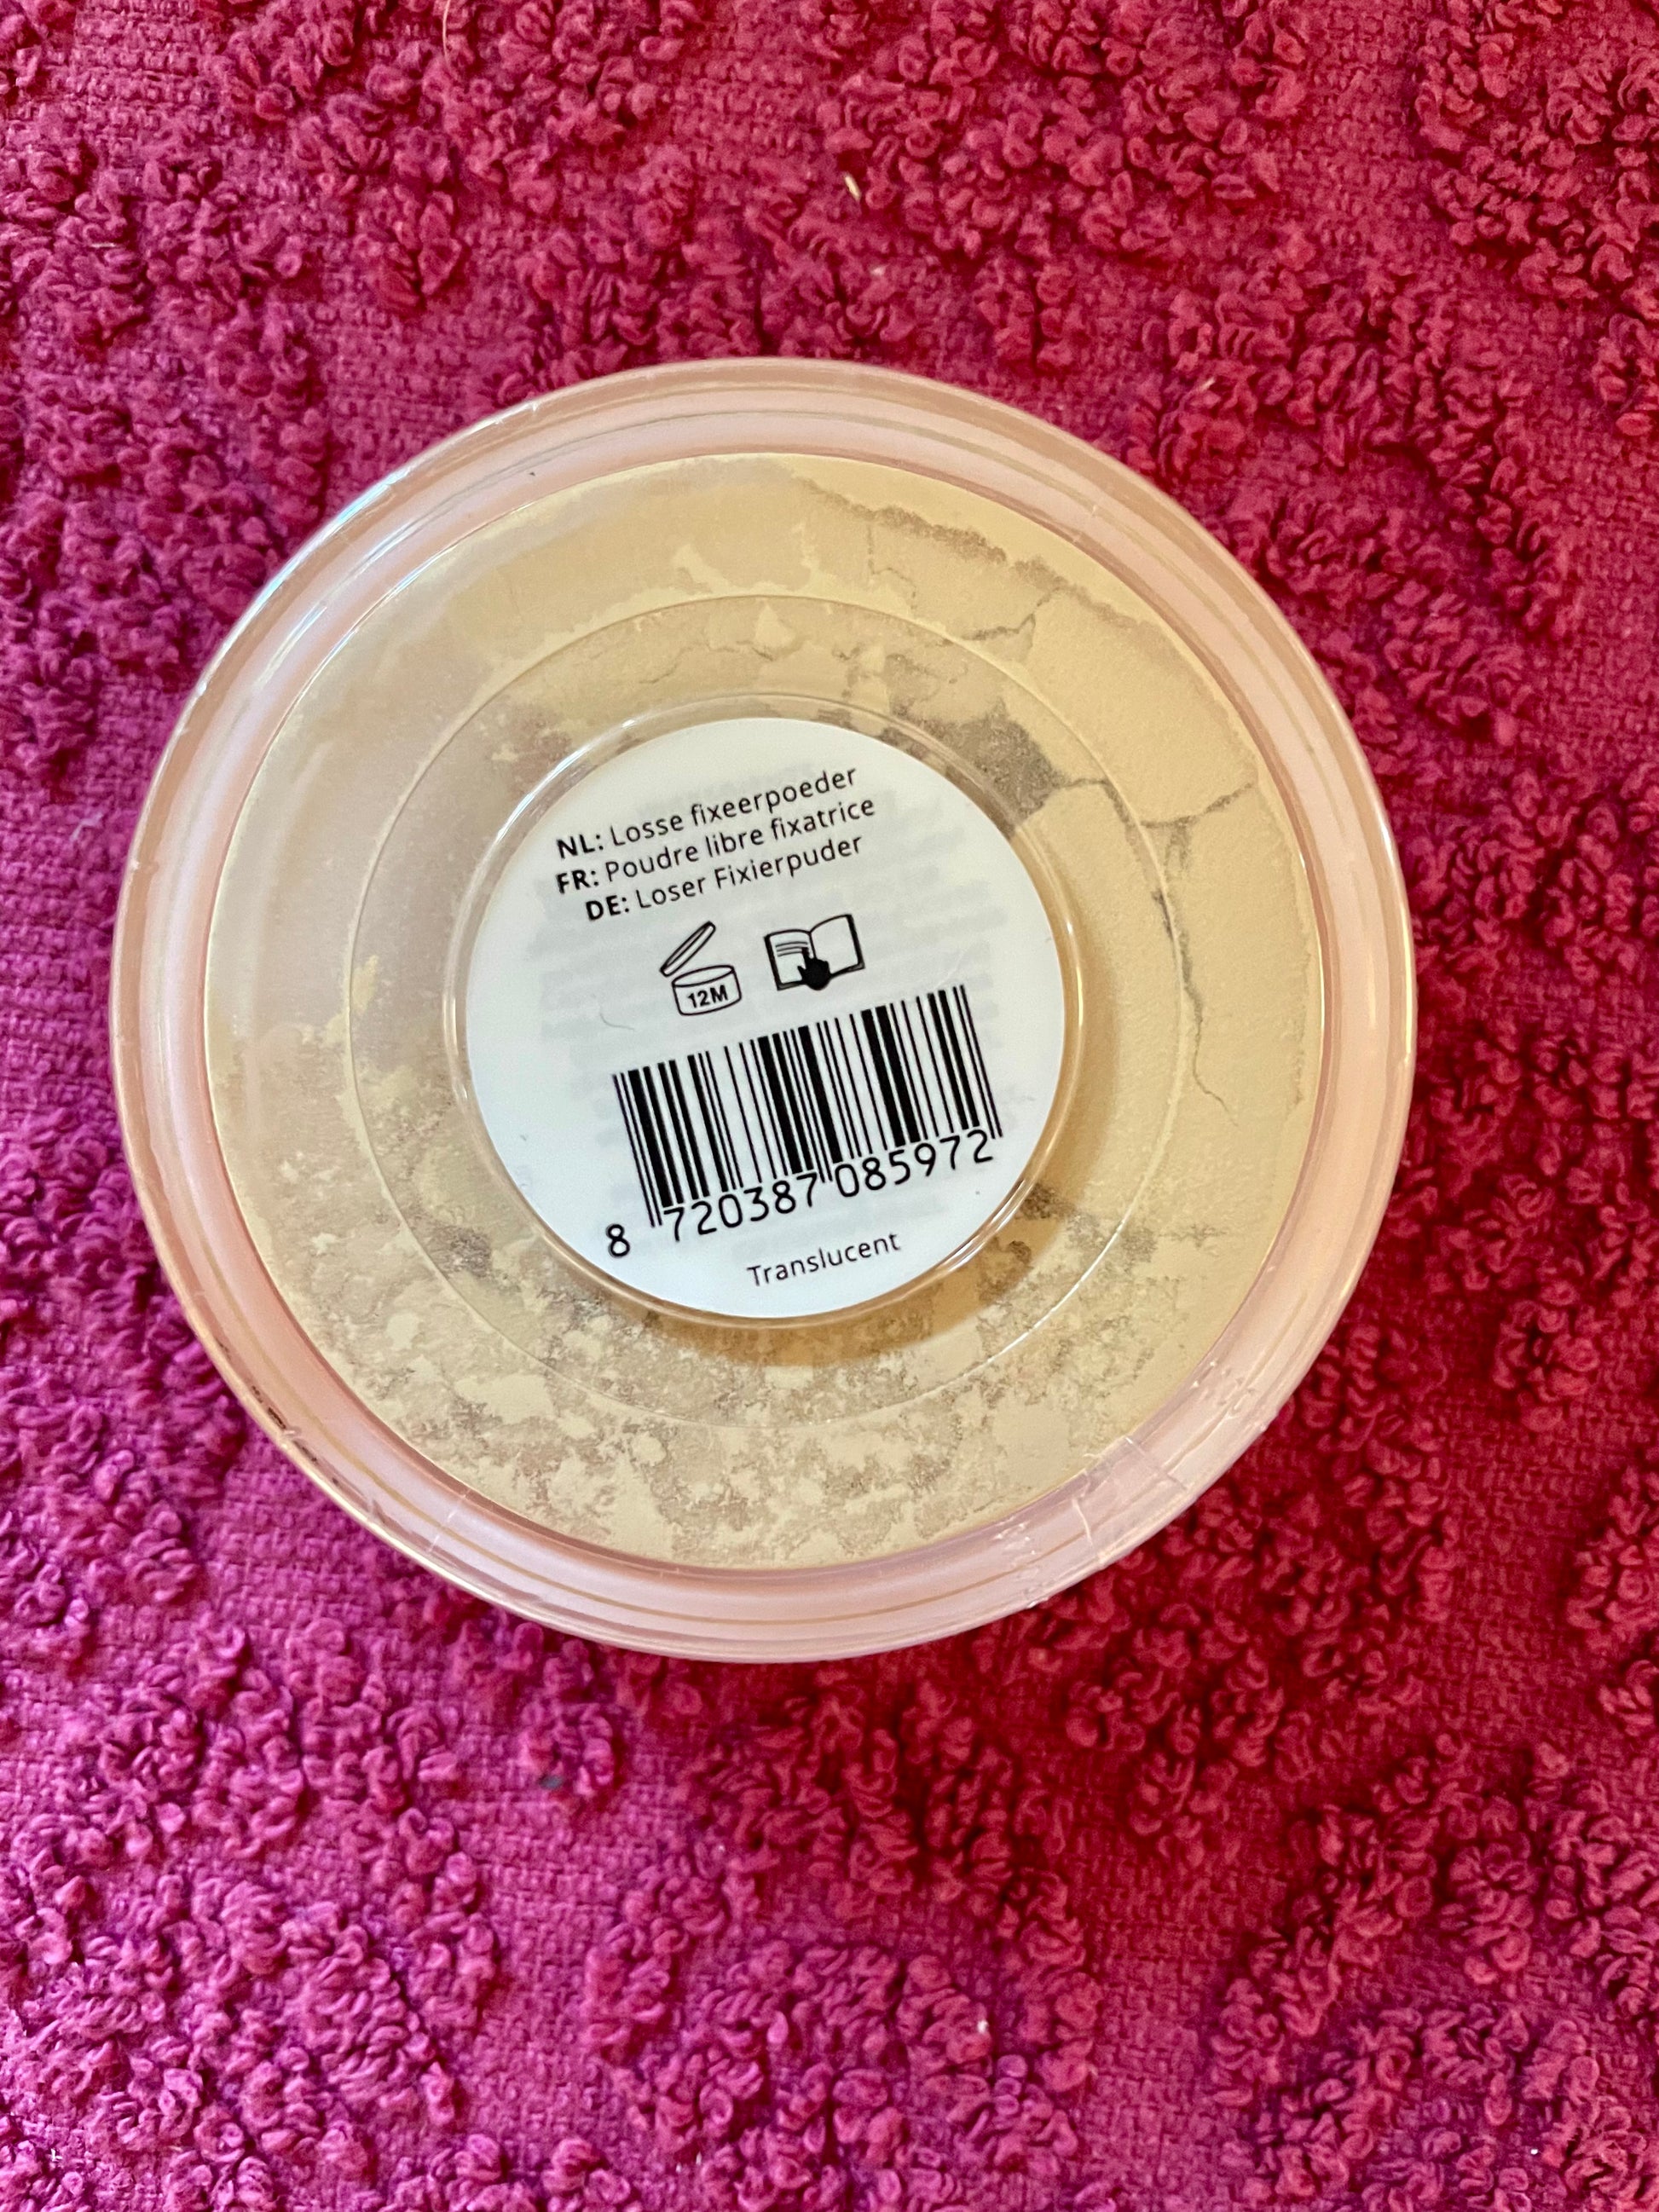 NL: Losse fixeerpoeder
FR: Poudre libre fixatrice
DE: Loser Fixierpuder
12M
8 720387 085972
Translucent